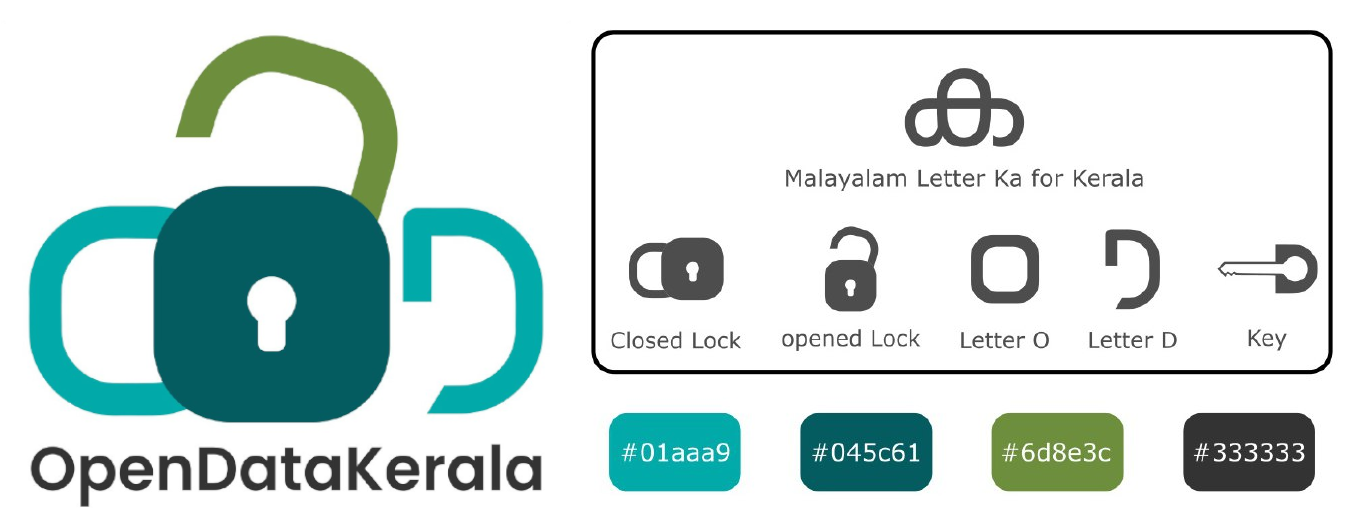 OpenDataKerala
ക
Malayalam Letter Ka for Kerala
Closed Lock
opened Lock
Letter O
Letter D
Key
#01aaa9
#045c61
#6d8e3c
#333333